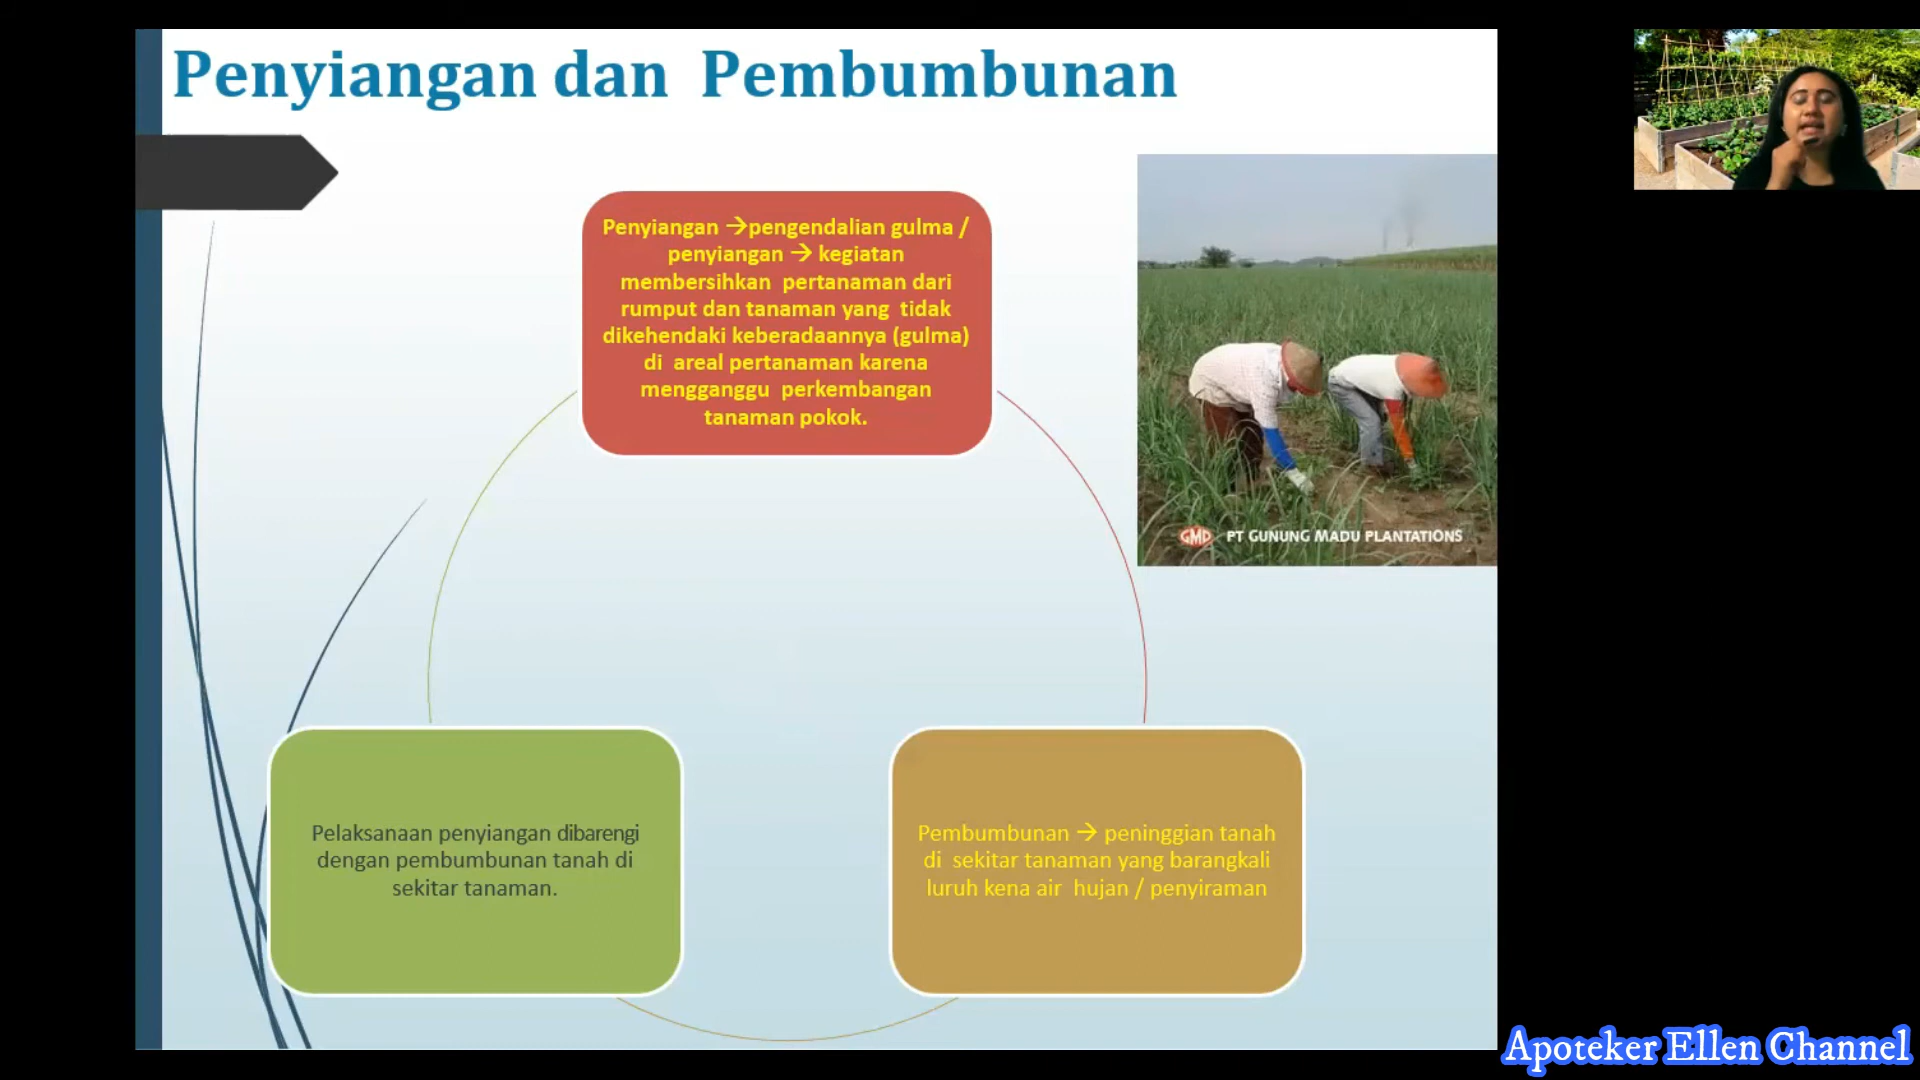 Penyiangan dan Pembumbunan
Penyiangan →pengendalian gulma /
penyiangan → kegiatan
membersihkan pertanaman dari
rumput dan tanaman yang tidak
dikehendaki keberadaannya (gulma)
di areal pertanaman karena
mengganggu perkembangan
tanaman pokok.
GMP PT GUNUNG MADU PLANTATIONS
Pelaksanaan penyiangan dibarengi
dengan pembumbunan tanah di
sekitar tanaman.
Pembumbunan → peninggian tanah
di sekitar tanaman yang barangkali
luruh kena air hujan / penyiraman
Apoteker Ellen Channel